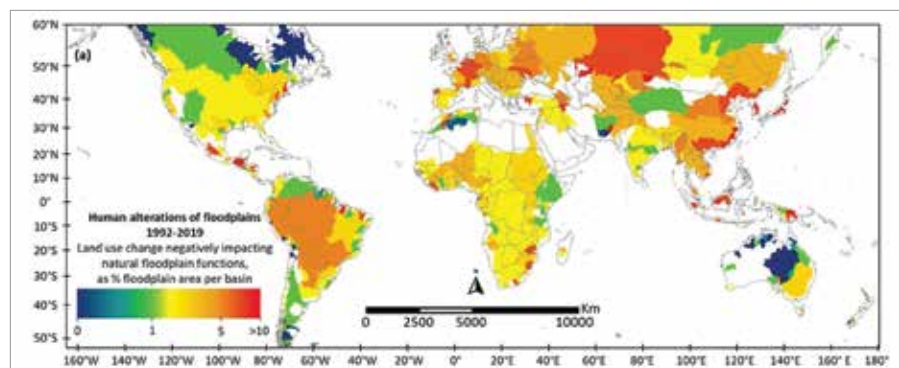 60°N
(a)
50°N
40°N
30°N
20°N
10°N
0°
10°S
20°S
30°S
40°S
50°S
Human alterations of floodplains
1992-2019
Land use change negatively impacting
natural floodplain functions,
as % floodplain area per basin
0 1 5 >10
A
Km
0 2500 5000 10000
160°W 140°W 120°W 100°W 80°W 60°W 40°W 20°W 0° 20°E 40°E 60°E 80°E 100°E 120°E 140°E 160° E 180°